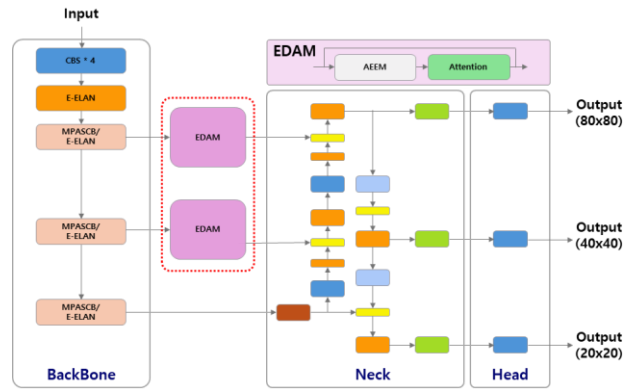 Input
CBS * 4
E-ELAN
MPASCB/
E-ELAN
MPASCB/
E-ELAN
MPASCB/
E-ELAN
BackBone
EDAM
EDAM
EDAM
AEEM
Attention
Neck
Head
Output
(80x80)
Output
(40x40)
Output
(20x20)